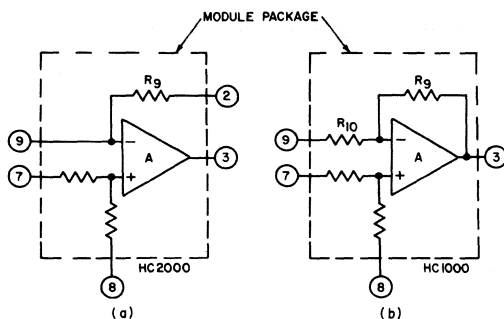 MODULE PACKAGE
R9
2
9
-
A
3
7
+
8
HC2000
(a)
R9
R10
9
-
A
3
7
+
8
HC1000
(b)